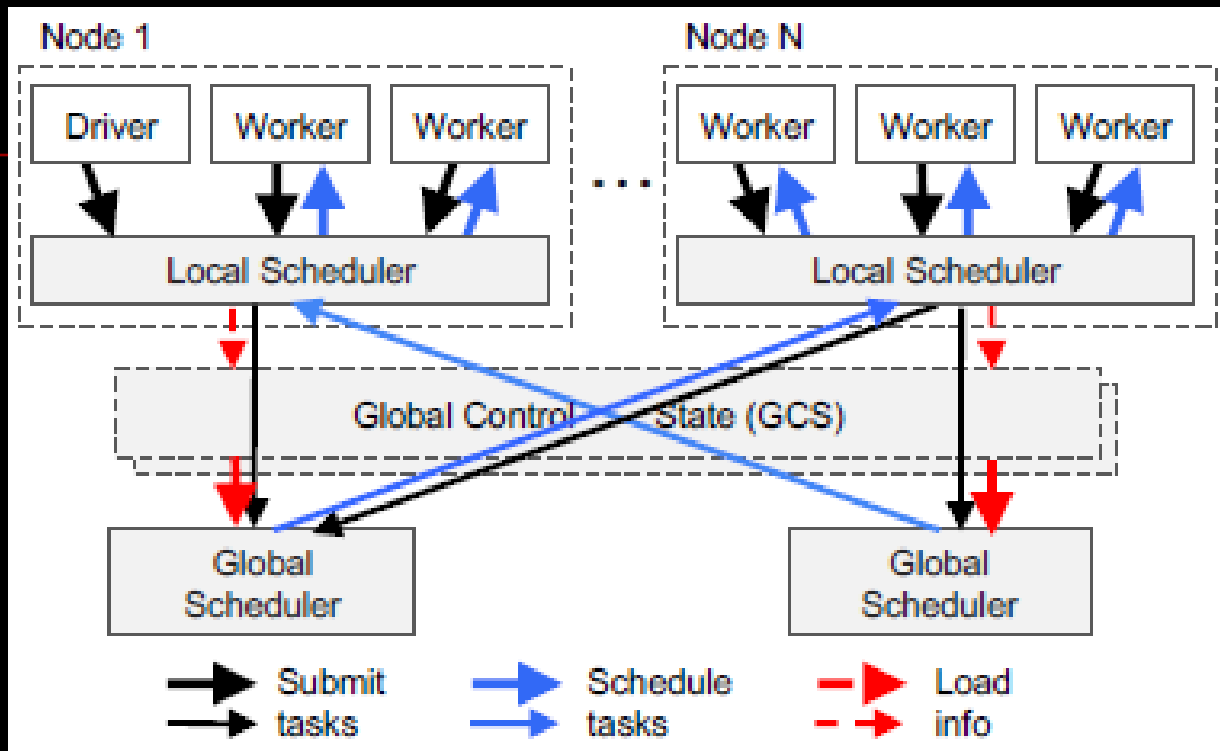 Node 1
Node N
Driver Worker Worker
... Worker Worker Worker
Local Scheduler
Local Scheduler
Global Control State (GCS)
Global
Scheduler
Global
Scheduler
Submit
tasks
Schedule
tasks
Load
info